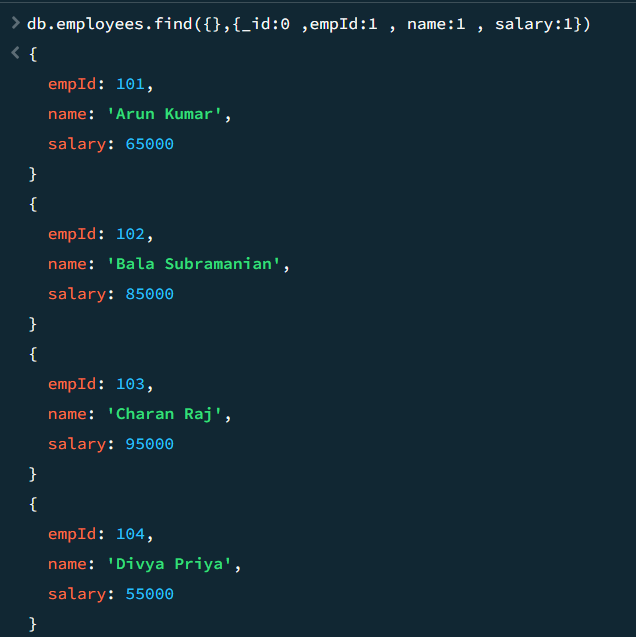 > db.employees.find({},{_id:0 ,empId:1 , name:1 , salary:1})
< {
empId: 101,
name: 'Arun Kumar',
salary: 65000
}
{
empId: 102,
name: 'Bala Subramanian',
salary: 85000
}
{
empId: 103,
name: 'Charan Raj',
salary: 95000
}
{
empId: 104,
name: 'Divya Priya',
salary: 55000
}